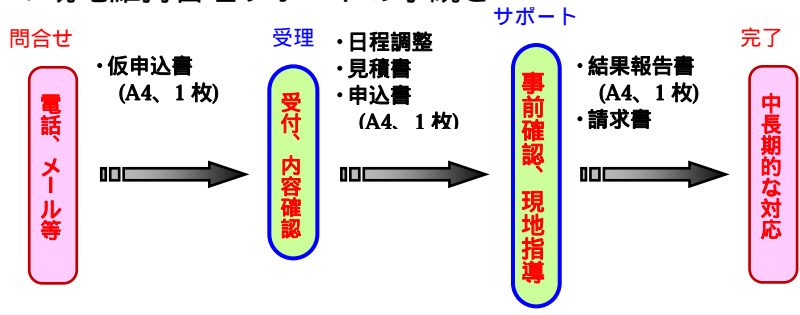 問合せ
電話、メール等
・仮申込書
(A4、1枚)
受理
受付、内容確認
・日程調整
・見積書
・申込書
(A4、1枚)
サポート
事前確認、現地指導
・結果報告書
(A4、1枚)
・請求書
完了
中長期的な対応